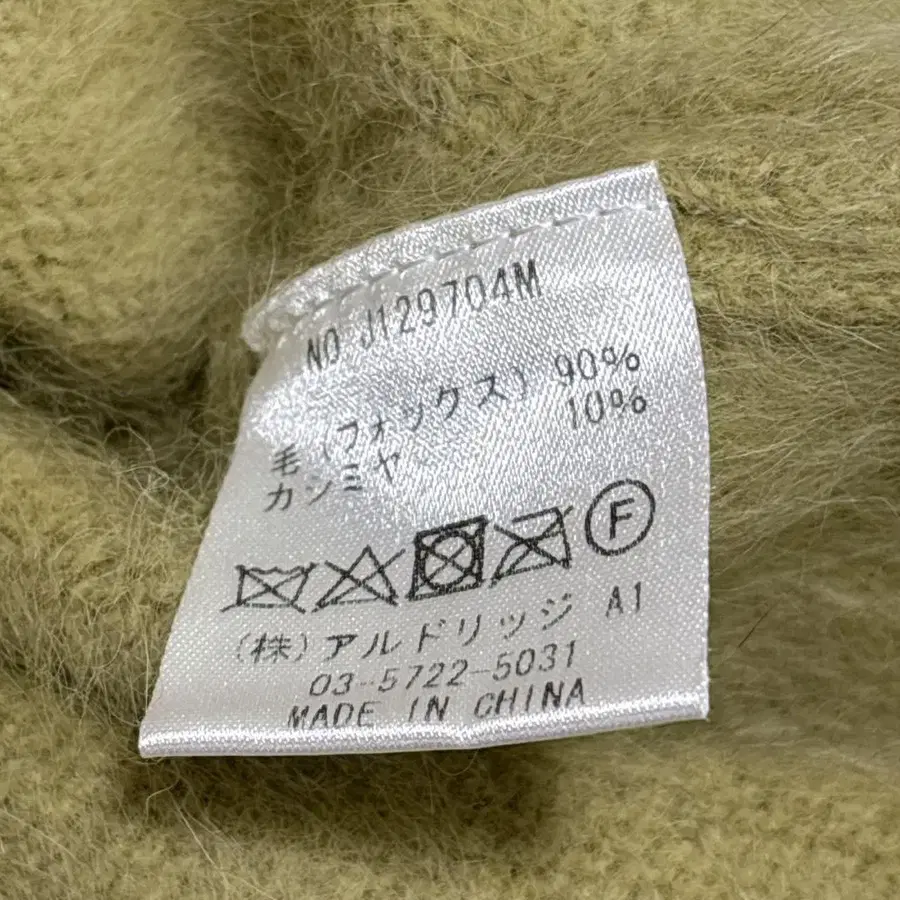 NO J129704M
毛(フォックス) 90%
カシミヤ 10%
F
(株)アルドリッジ A1
03-5722-5031
MADE IN CHINA